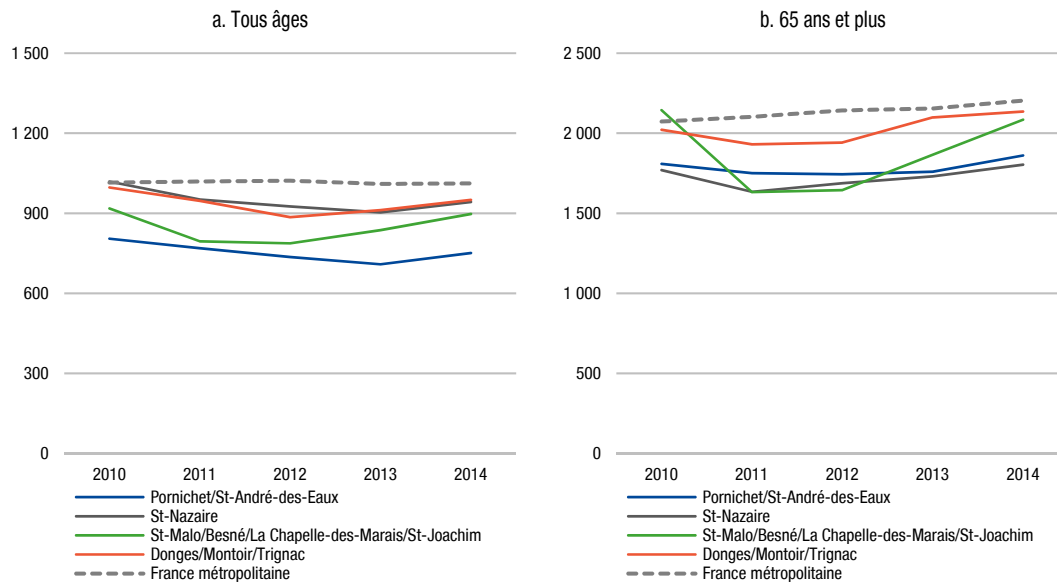 a. Tous âges
1 500
1 200
900
600
300
0
2010 2011 2012 2013 2014
Pornichet/St-André-des-Eaux
St-Nazaire
St-Malo/Besné/La Chapelle-des-Marais/St-Joachim
Donges/Montoir/Trignac
France métropolitaine
b. 65 ans et plus
2 500
2 000
1 500
1 000
500
0
2010 2011 2012 2013 2014
Pornichet/St-André-des-Eaux
St-Nazaire
St-Malo/Besné/La Chapelle-des-Marais/St-Joachim
Donges/Montoir/Trignac
France métropolitaine